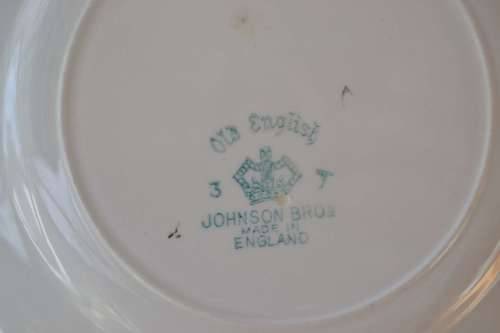 Old English
3 T
JOHNSON BROS
MADE IN
ENGLAND